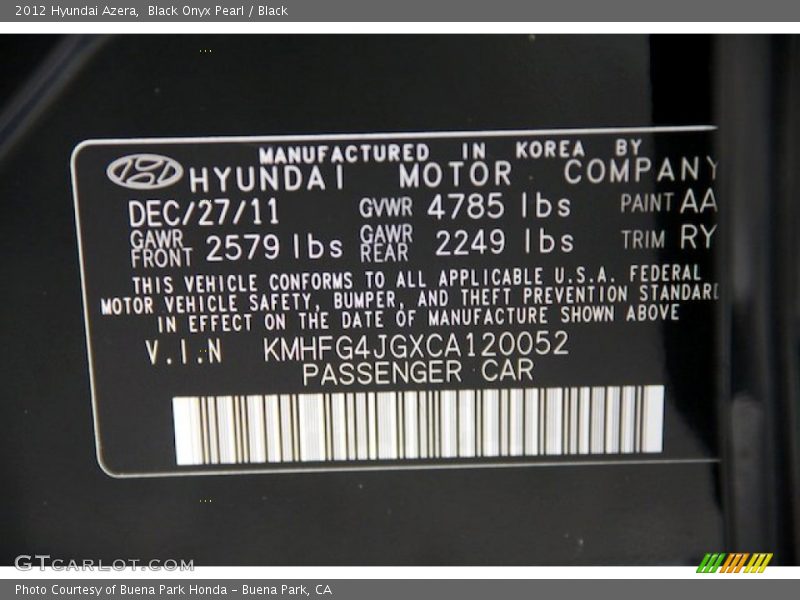 2012 Hyundai Azera, Black Onyx Pearl / Black
MANUFACTURED IN KOREA BY
HYUNDAI MOTOR COMPANY
DEC/27/11 GVWR 4785 lbs PAINT AA
GAWR FRONT 2579 lbs GAWR REAR 2249 lbs TRIM RY
THIS VEHICLE CONFORMS TO ALL APPLICABLE U.S.A. FEDERAL
MOTOR VEHICLE SAFETY, BUMPER, AND THEFT PREVENTION STANDARD
IN EFFECT ON THE DATE OF MANUFACTURE SHOWN ABOVE
V.I.N KMHFG4JGXCA120052
PASSENGER CAR
GTCARLOT.COM
Photo Courtesy of Buena Park Honda - Buena Park, CA